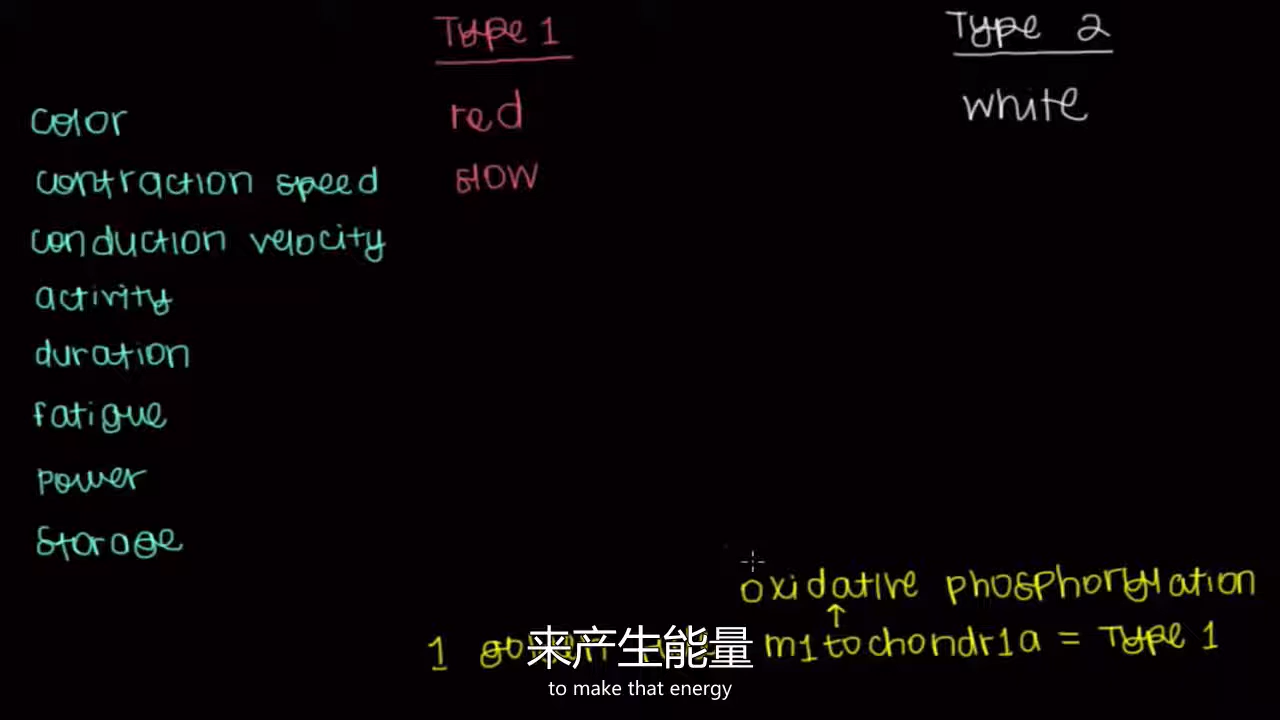 Type 1 Type 2
color red white
contraction speed slow
conduction velocity
activity
duration
fatigue
power
storage
oxidative phosphorylation
↑
1 mitochondria = Type 1
来产生能量
to make that energy